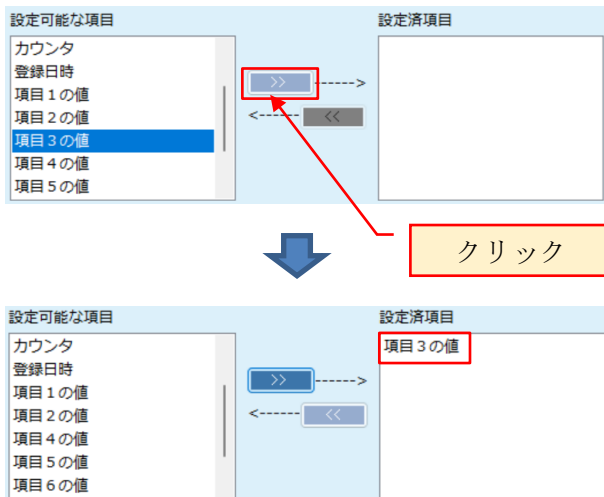 設定可能な項目
設定済項目
カウンタ
登録日時
項目１の値
項目２の値
項目３の値
項目４の値
項目５の値
>>
------>
<------
<<
クリック
設定可能な項目
設定済項目
カウンタ
登録日時
項目１の値
項目２の値
項目４の値
項目５の値
項目６の値
>>
------>
<------
<<
項目３の値